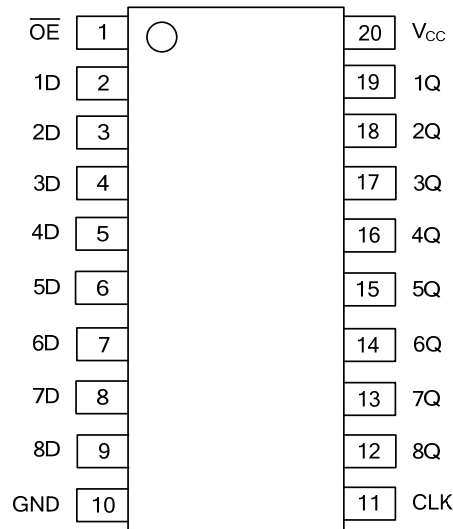 O̅E̅ 1 20 VCC
1D 2 19 1Q
2D 3 18 2Q
3D 4 17 3Q
4D 5 16 4Q
5D 6 15 5Q
6D 7 14 6Q
7D 8 13 7Q
8D 9 12 8Q
GND 10 11 CLK